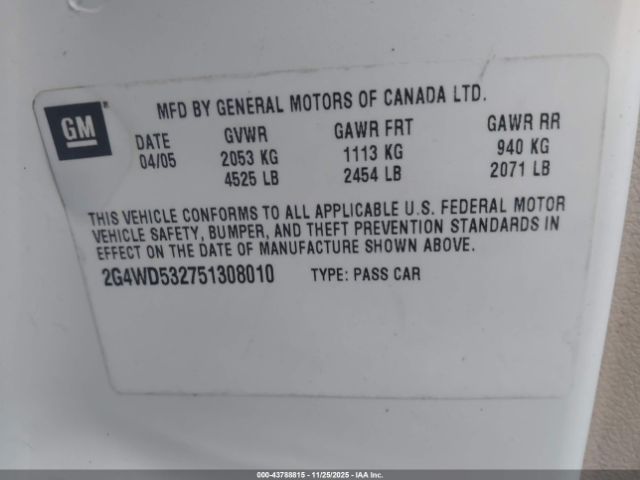 GM
MFD BY GENERAL MOTORS OF CANADA LTD.
DATE GVWR GAWR FRT GAWR RR
04/05 2053 KG 1113 KG 940 KG
4525 LB 2454 LB 2071 LB
THIS VEHICLE CONFORMS TO ALL APPLICABLE U.S. FEDERAL MOTOR
VEHICLE SAFETY, BUMPER, AND THEFT PREVENTION STANDARDS IN
EFFECT ON THE DATE OF MANUFACTURE SHOWN ABOVE.
2G4WD532751308010 TYPE: PASS CAR
000-43788815 - 11/25/2025 - IAA Inc.